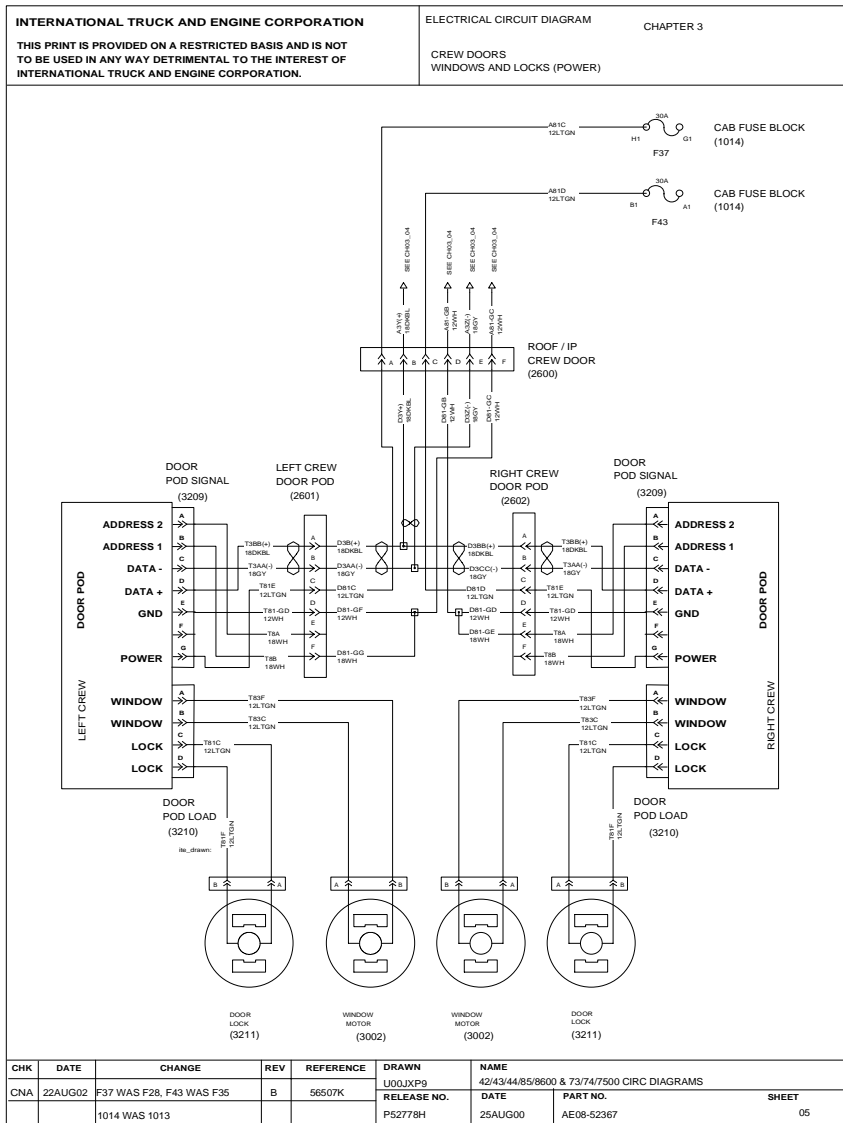 INTERNATIONAL TRUCK AND ENGINE CORPORATION
THIS PRINT IS PROVIDED ON A RESTRICTED BASIS AND IS NOT
TO BE USED IN ANY WAY DETRIMENTAL TO THE INTEREST OF
INTERNATIONAL TRUCK AND ENGINE CORPORATION.
ELECTRICAL CIRCUIT DIAGRAM
CHAPTER 3
CREW DOORS
WINDOWS AND LOCKS (POWER)
A81C
12LTGN
30A
H1
G1
F37
CAB FUSE BLOCK
(1014)
A81D
12LTGN
30A
B1
A1
F43
CAB FUSE BLOCK
(1014)
SEE CH03_04
SEE CH03_04
SEE CH03_04
SEE CH03_04
A3Y(+)
18DKBL
A81-GB
12WH
A3Z(-)
18GY
A81-GC
12WH
A
B
C
D
E
F
ROOF / IP
CREW DOOR
(2600)
D3Y+)
18DKBL
D81-GB
12WH
D3Z(-)
18GY
D81-GC
12WH
DOOR
POD SIGNAL
(3209)
LEFT CREW
DOOR POD
(2601)
RIGHT CREW
DOOR POD
(2602)
DOOR
POD SIGNAL
(3209)
DOOR POD
LEFT CREW
ADDRESS 2
ADDRESS 1
DATA -
DATA +
GND
POWER
A
B
C
D
E
F
G
T3BB(+)
18DKBL
T3AA(-)
18GY
T81E
12LTGN
T81-GD
12WH
T8A
18WH
T8B
18WH
A
B
C
D
E
F
D3B(+)
18DKBL
D3AA(-)
18GY
D81C
12LTGN
D81-GF
12WH
D81-GG
18WH
D3BB(+)
18DKBL
D3CC(-)
18GY
D81D
12LTGN
D81-GD
12WH
D81-GE
18WH
A
B
C
D
E
F
T3BB(+)
18DKBL
T3AA(-)
18GY
T81E
12LTGN
T81-GD
12WH
T8A
18WH
T8B
18WH
A
B
C
D
E
F
G
ADDRESS 2
ADDRESS 1
DATA -
DATA +
GND
POWER
DOOR POD
RIGHT CREW
WINDOW
WINDOW
LOCK
LOCK
A
B
C
D
T83F
12LTGN
T83C
12LTGN
T81C
12LTGN
T83F
12LTGN
T83C
12LTGN
T81C
12LTGN
A
B
C
D
WINDOW
WINDOW
LOCK
LOCK
DOOR
POD LOAD
(3210)
ite_drawn:
T81F
12LTGN
T81F
12LTGN
DOOR
POD LOAD
(3210)
B
A
A
B
B
A
A
B
DOOR
LOCK
(3211)
WINDOW
MOTOR
(3002)
WINDOW
MOTOR
(3002)
DOOR
LOCK
(3211)
CHK DATE CHANGE REV REFERENCE
CNA 22AUG02 F37 WAS F28, F43 WAS F35 B 56507K
1014 WAS 1013
DRAWN
U00JXP9
NAME
42/43/44/85/8600 & 73/74/7500 CIRC DIAGRAMS
RELEASE NO.
P52778H
DATE
25AUG00
PART NO.
AE08-52367
SHEET
05